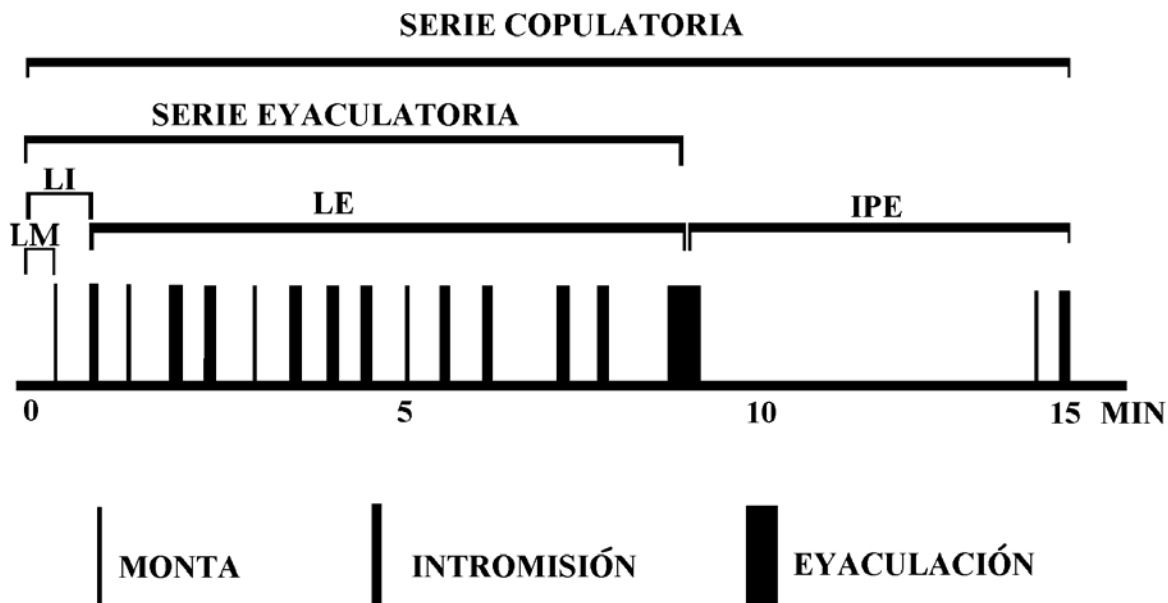 SERIE COPULATORIA
SERIE EYACULATORIA
LI
LE
IPE
LM
0 5 10 15 MIN
MONTA
INTROMISIÓN
EYACULACIÓN